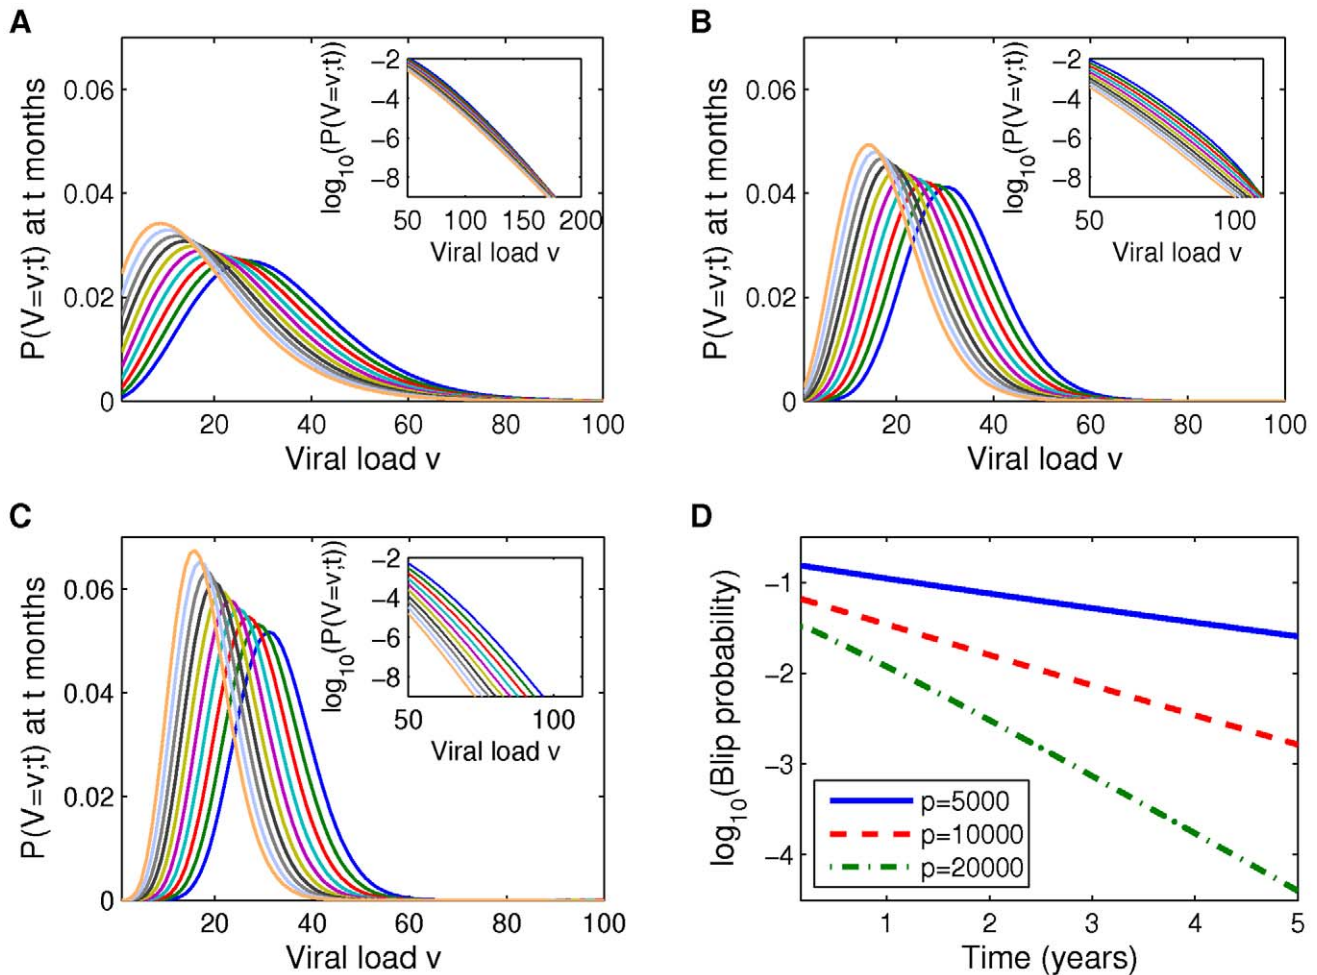 A
P(V=v;t) at t months
0.06
0.04
0.02
0
20 40 60 80 100
Viral load v
log10(P(V=v;t))
−2
−4
−6
−8
50 100 150 200
Viral load v
B
P(V=v;t) at t months
0.06
0.04
0.02
0
20 40 60 80 100
Viral load v
log10(P(V=v;t))
−2
−4
−6
−8
50 100
Viral load v
C
P(V=v;t) at t months
0.06
0.04
0.02
0
20 40 60 80 100
Viral load v
log10(P(V=v;t))
−2
−4
−6
−8
50 100
Viral load v
D
log10(Blip probability)
−1
−2
−3
−4
p=5000
p=10000
p=20000
1 2 3 4 5
Time (years)